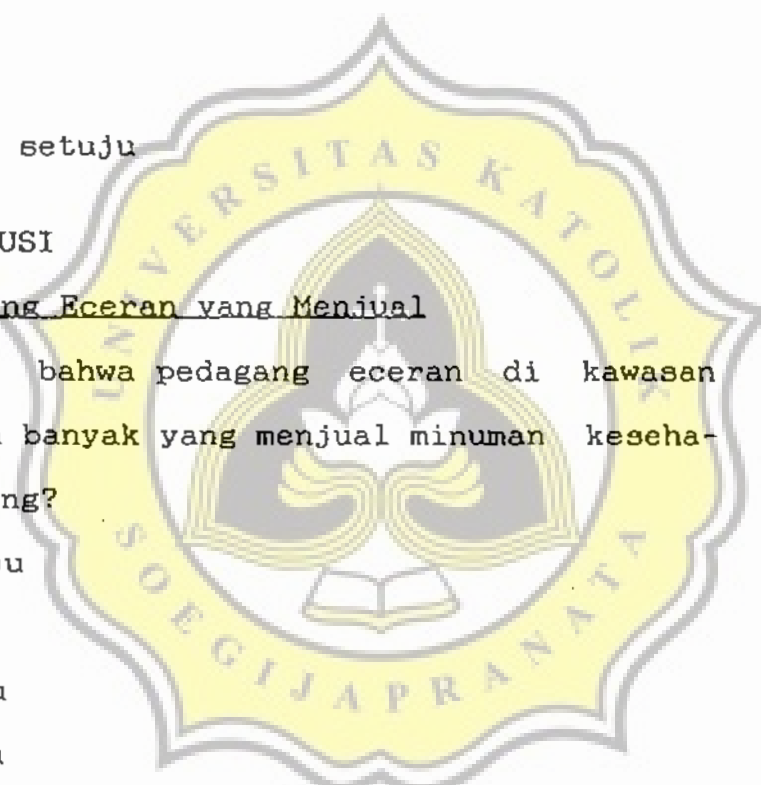 setuju
USI
ng Eceran yang Menjual
bahwa pedagang eceran di kawasan
banyak yang menjual minuman keseha-
ng?
u
u
u
UNIVERSITAS KATOLIK
SOEGIJAPRANATA